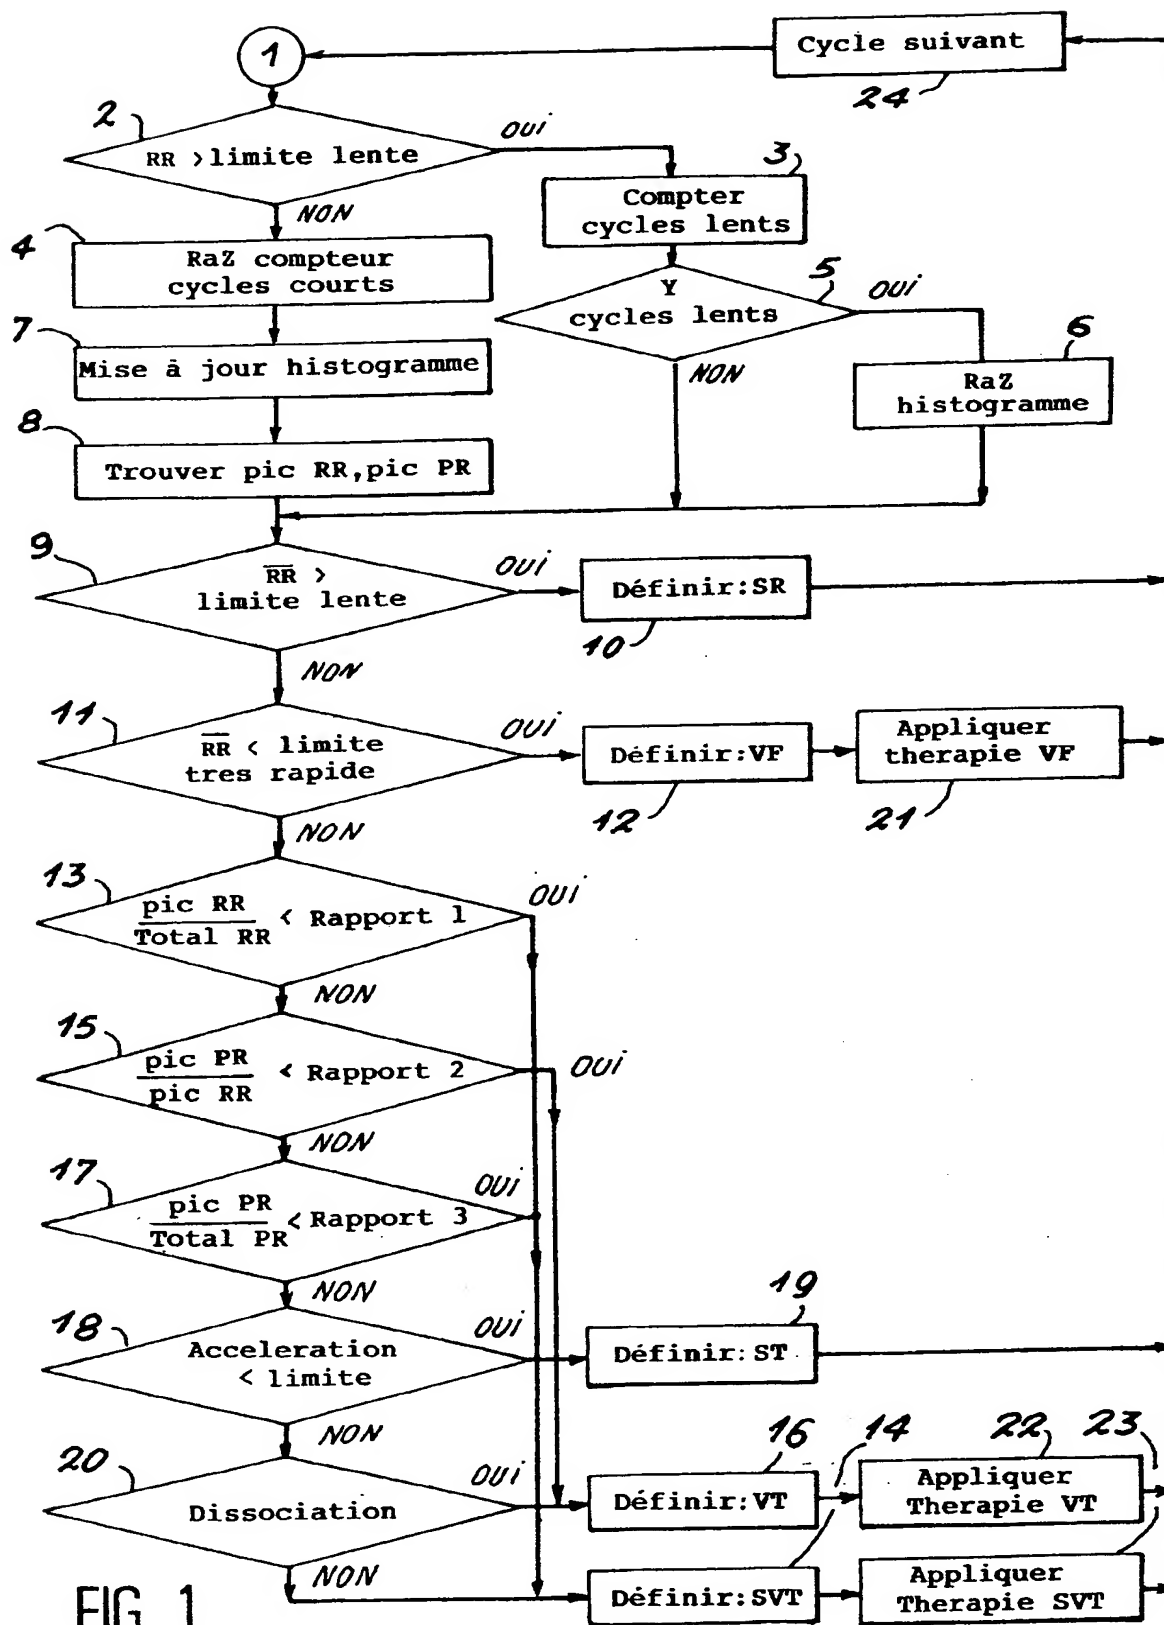 1
Cycle suivant
24
2
RR > limite lente
OUI
NON
3
Compter
cycles lents
4
RaZ compteur
cycles courts
Y
cycles lents
5
OUI
NON
6
RaZ
histogramme
7
Mise à jour histogramme
8
Trouver pic RR, pic PR
9
RR >
limite lente
OUI
NON
Définir:SR
10
11
RR < limite
tres rapide
OUI
NON
Définir:VF
12
Appliquer
therapie VF
21
13
pic RR
Total RR
< Rapport 1
OUI
NON
15
pic PR
pic RR
< Rapport 2
OUI
NON
17
pic PR
Total PR
< Rapport 3
OUI
NON
18
Acceleration
< limite
OUI
NON
19
Définir: ST
20
Dissociation
OUI
NON
16
Définir:VT
14
22
Appliquer
Therapie VT
23
Définir:SVT
Appliquer
Therapie SVT
FIG. 1